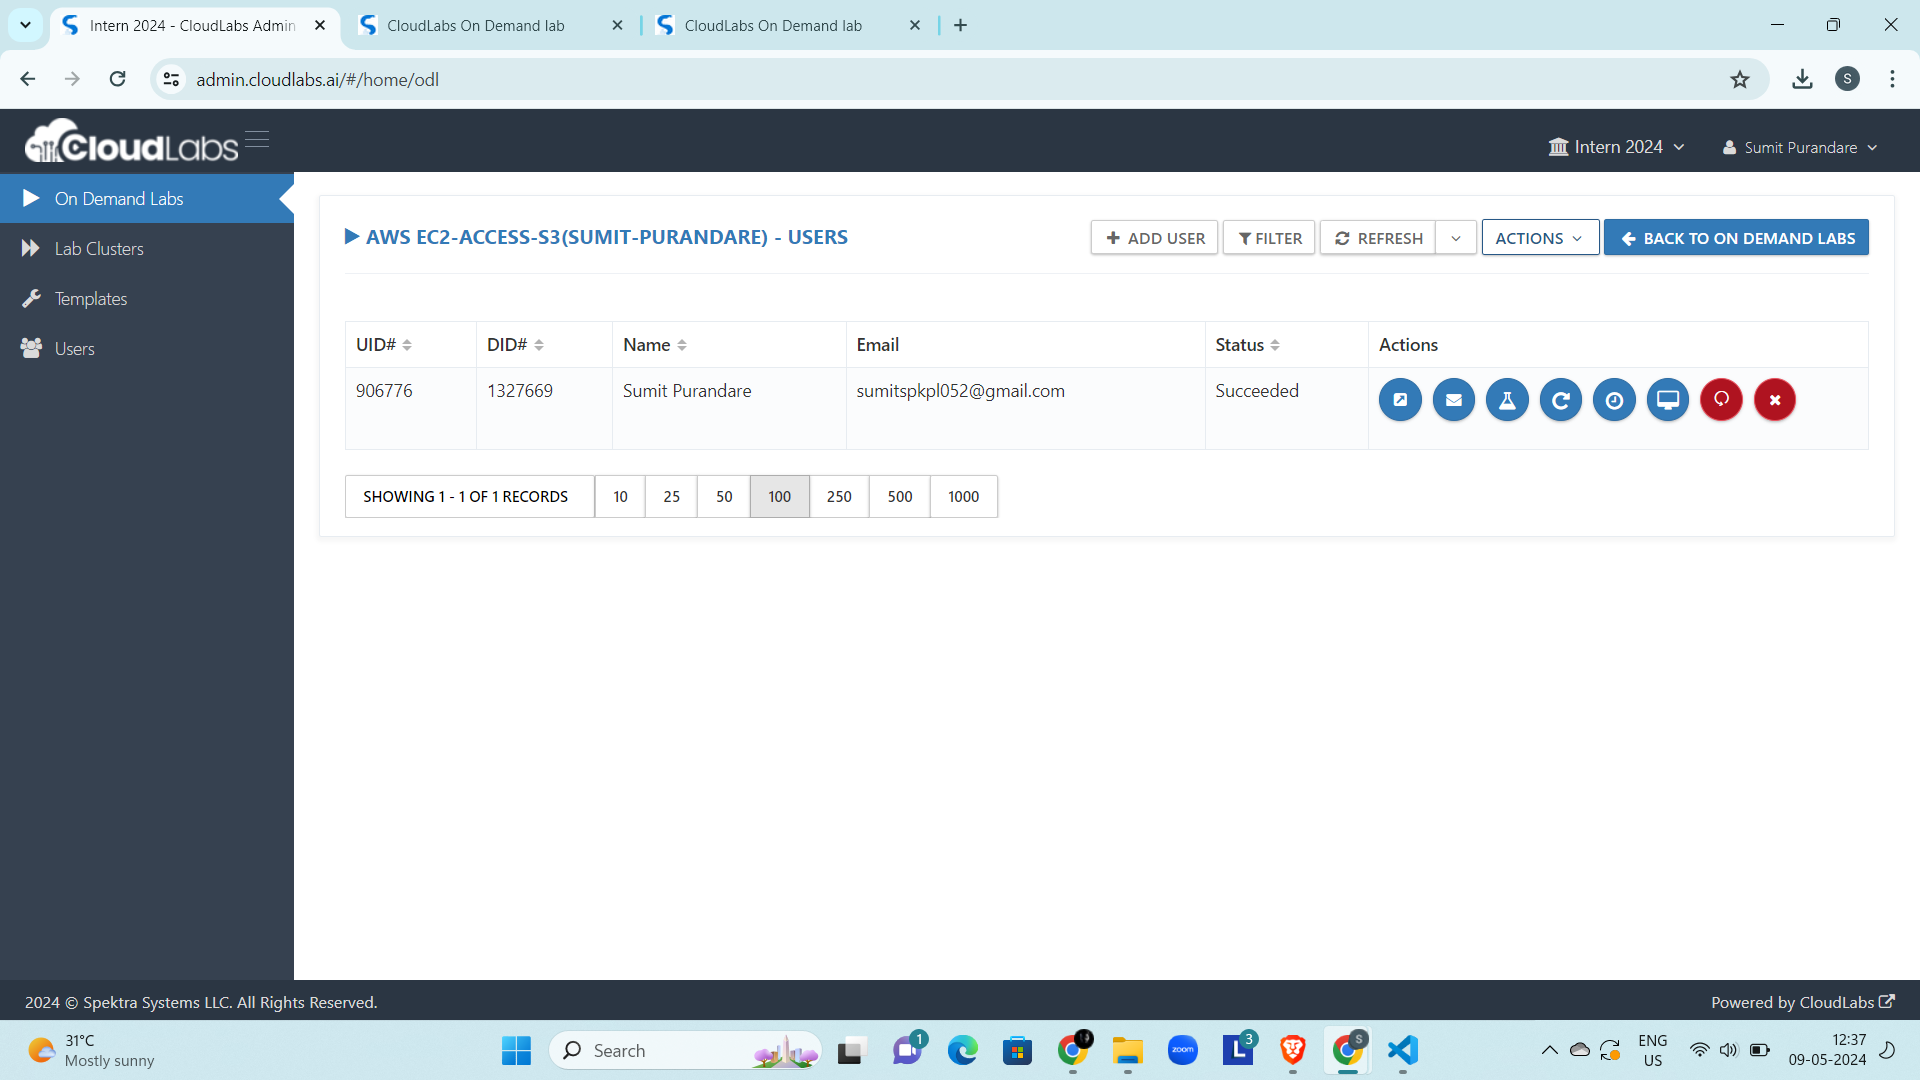 Intern 2024 - CloudLabs Admin
CloudLabs On Demand lab
CloudLabs On Demand lab
admin.cloudlabs.ai/#/home/odl
S
CloudLabs
Intern 2024
Sumit Purandare
On Demand Labs
Lab Clusters
Templates
Users
AWS EC2-ACCESS-S3(SUMIT-PURANDARE) - USERS
ADD USER
FILTER
REFRESH
ACTIONS
BACK TO ON DEMAND LABS
UID# DID# Name Email Status Actions
906776 1327669 Sumit Purandare sumitspkpl052@gmail.com Succeeded
SHOWING 1 - 1 OF 1 RECORDS 10 25 50 100 250 500 1000
2024 © Spektra Systems LLC. All Rights Reserved.
Powered by CloudLabs
31°C
Mostly sunny
Search
1
zoom
L
3
S
ENG
US
12:37
09-05-2024